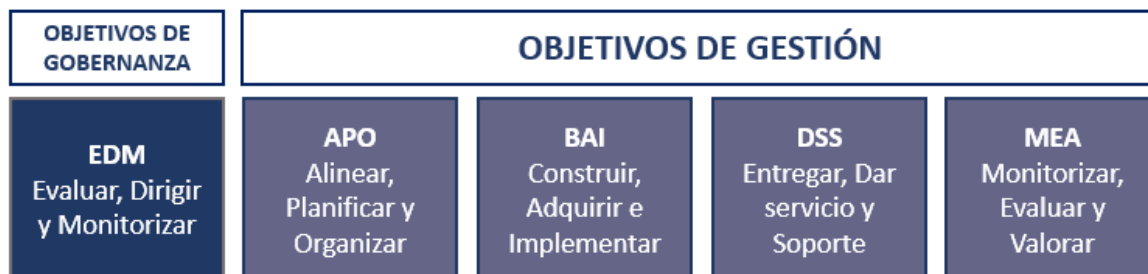 OBJETIVOS DE
GOBERNANZA
OBJETIVOS DE GESTIÓN
EDM
Evaluar, Dirigir
y Monitorizar
APO
Alinear,
Planificar y
Organizar
BAI
Construir,
Adquirir e
Implementar
DSS
Entregar, Dar
servicio y
Soporte
MEA
Monitorizar,
Evaluar y
Valorar